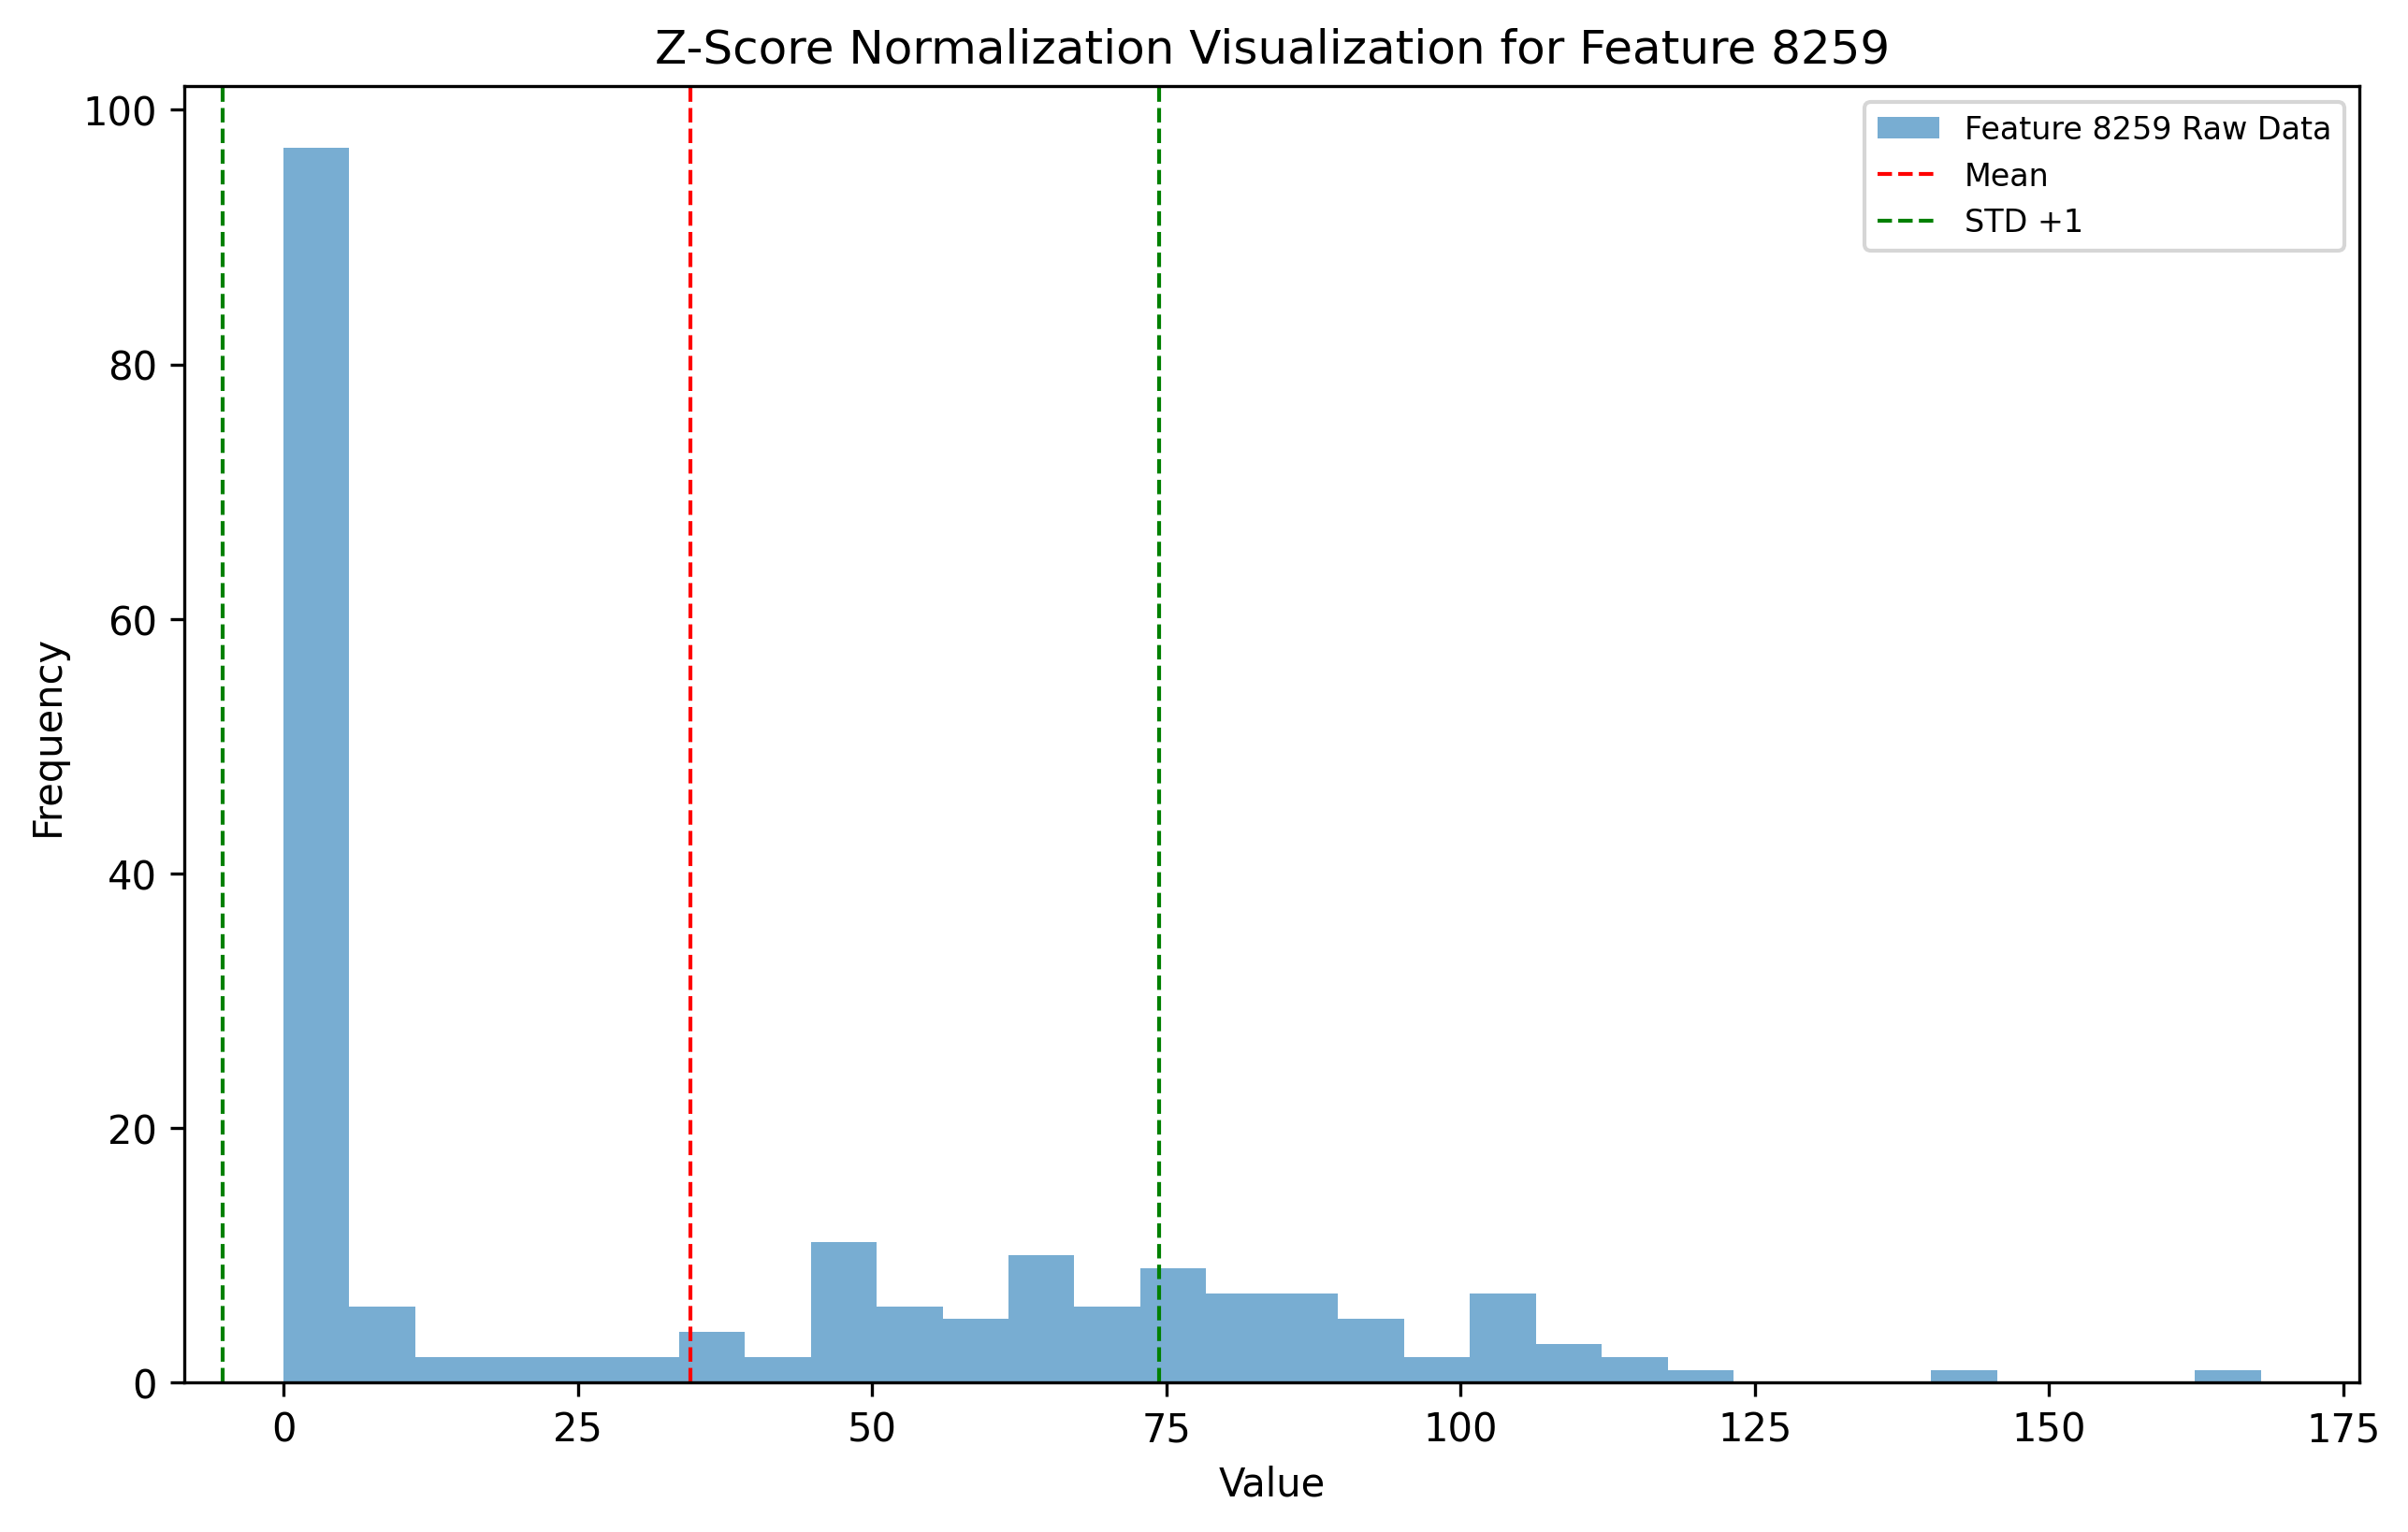 Z-Score Normalization Visualization for Feature 8259
Feature 8259 Raw Data
Mean
STD +1
100
80
60
40
20
0
Frequency
0 25 50 75 100 125 150 175
Value